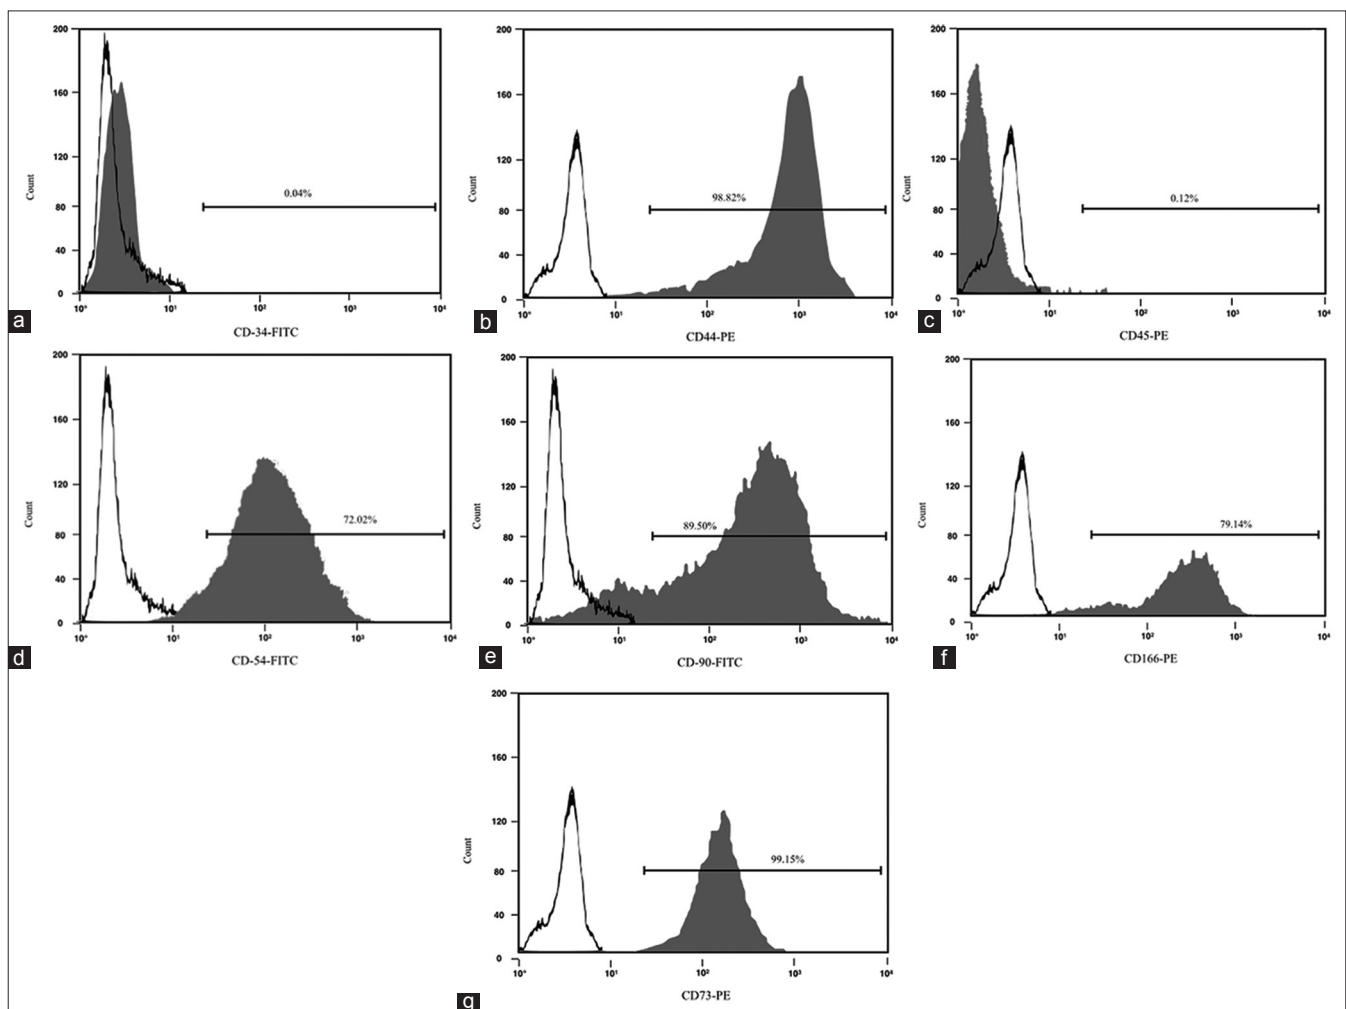 200
160
120
80
40
0
Count
0.04%
10⁰ 10¹ 10² 10³ 10⁴
CD-34-FITC
a
200
160
120
80
40
0
Count
98.82%
10⁰ 10¹ 10² 10³ 10⁴
CD44-PE
b
200
160
120
80
40
0
Count
0.12%
10⁰ 10¹ 10² 10³ 10⁴
CD45-PE
c
200
160
120
80
40
0
Count
72.02%
10⁰ 10¹ 10² 10³ 10⁴
CD-54-FITC
d
200
160
120
80
40
0
Count
89.50%
10⁰ 10¹ 10² 10³ 10⁴
CD-90-FITC
e
200
160
120
80
40
0
Count
79.14%
10⁰ 10¹ 10² 10³ 10⁴
CD166-PE
f
200
160
120
80
40
0
Count
99.15%
10⁰ 10¹ 10² 10³ 10⁴
CD73-PE
g